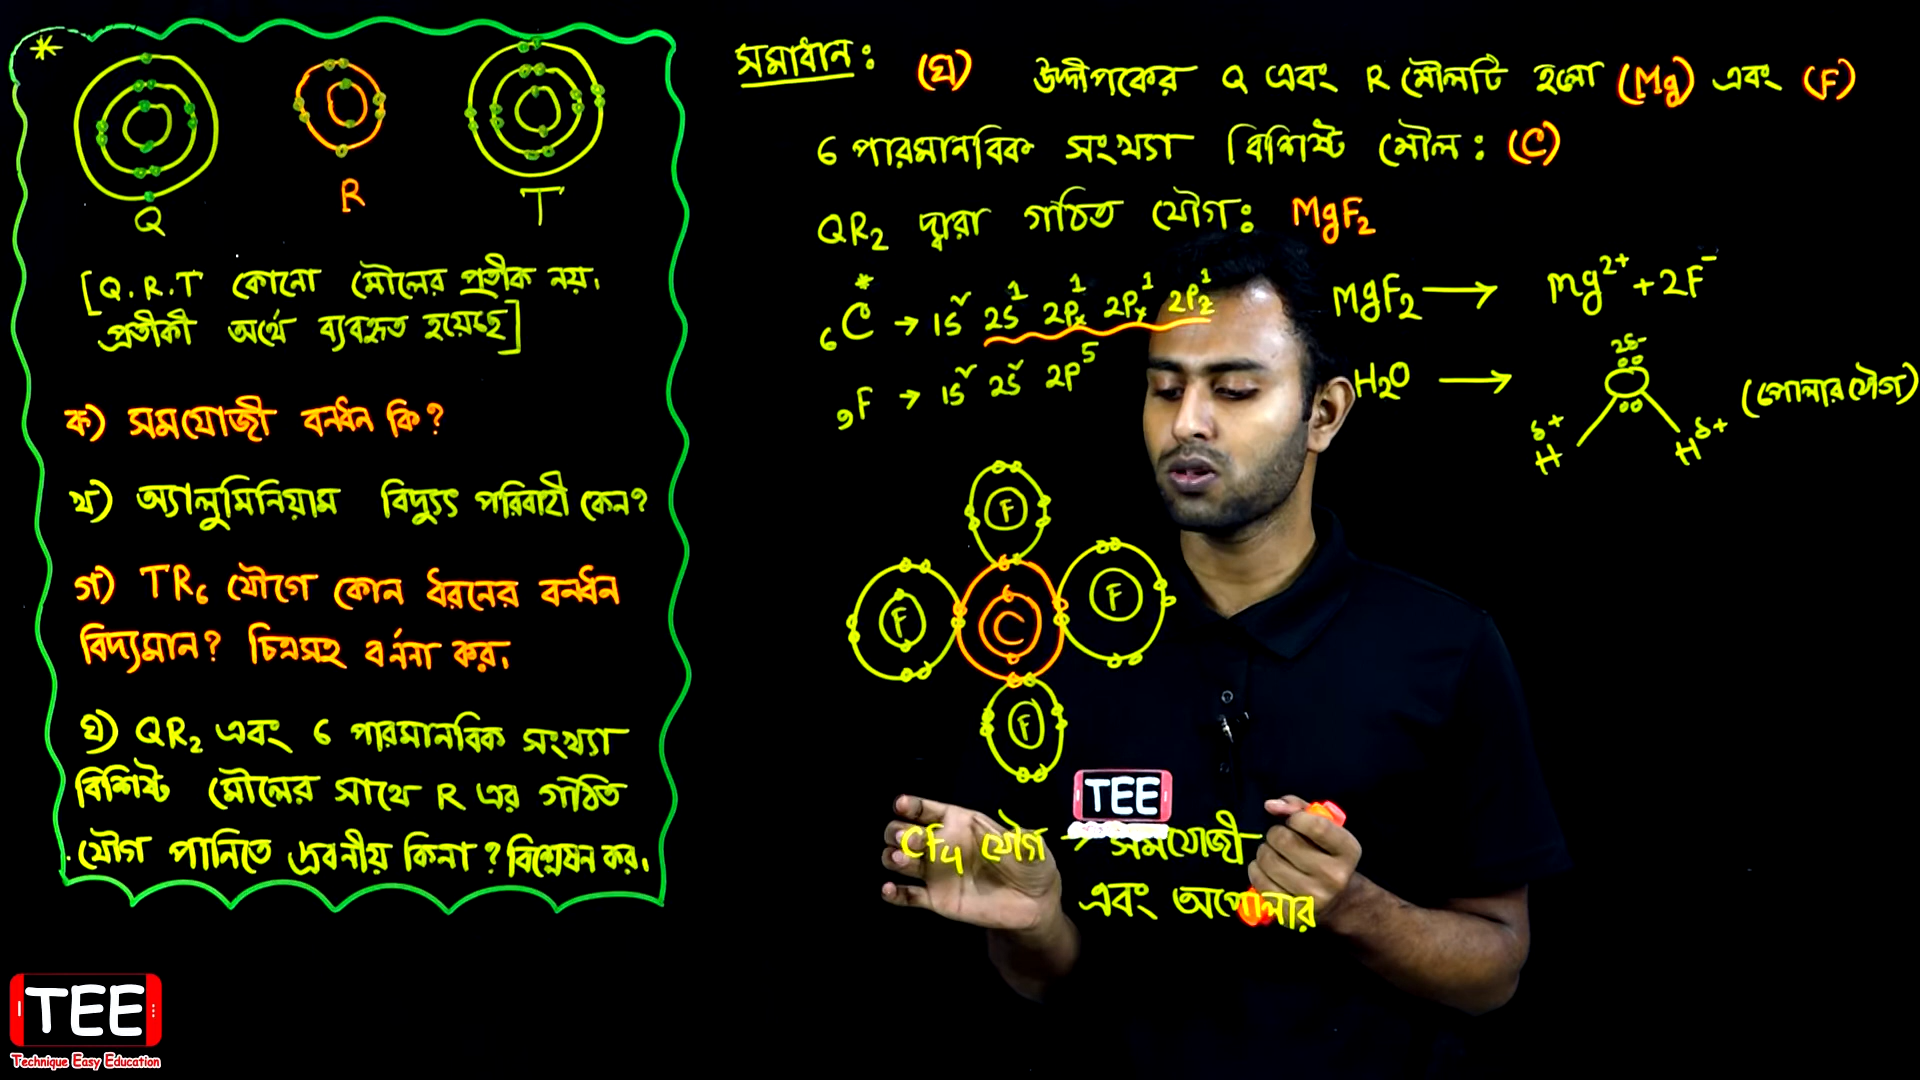 *
Q
R
T
[Q.R.T কোনো মৌলের প্রতীক নয়।
প্রতীকী অর্থে ব্যবহৃত হয়েছে]
ক) সমযোজী বন্ধন কি?
খ) অ্যালুমিনিয়াম বিদ্যুৎ পরিবাহী কেন?
গ) TR₆ যৌগে কোন ধরনের বন্ধন
বিদ্যমান? চিত্রসহ বর্ননা কর।
ঘ) QR₂ এবং 6 পারমানবিক সংখ্যা
বিশিষ্ট মৌলের সাথে R এর গঠিত
যৌগ পানিতে দ্রবনীয় কিনা? বিশ্লেষন কর।
সমাধান: (ঘ) উদ্দীপকের Q এবং R মৌলটি হলো (Mg) এবং (F)
6 পারমানবিক সংখ্যা বিশিষ্ট মৌল: (C)
QR₂ দ্বারা গঠিত যৌগ: MgF₂
₆C* → 1s² 2s¹ 2pₓ¹ 2pᵧ¹ 2p_z¹
₉F → 1s² 2s² 2p⁵
MgF₂ → Mg²⁺ + 2F⁻
H₂O →
2δ-
δ+
H
H
δ+
(পোলার যৌগ)
F
F
C
F
F
TEE
CF₄ যৌগ → সমযোজী
এবং অপোলার
TEE
Technique Easy Education